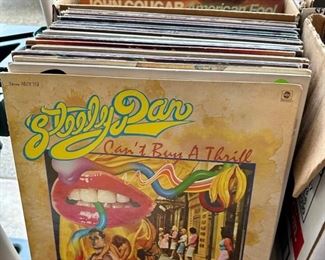 JOHN COUGAR American Fool
Steely Dan
Can't Buy A Thrill